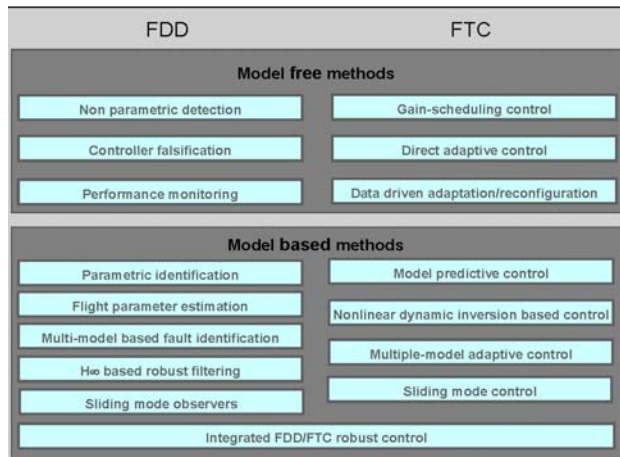 FDD
FTC
Model free methods
Non parametric detection
Gain-scheduling control
Controller falsification
Direct adaptive control
Performance monitoring
Data driven adaptation/reconfiguration
Model based methods
Parametric identification
Model predictive control
Flight parameter estimation
Nonlinear dynamic inversion based control
Multi-model based fault identification
Multiple-model adaptive control
H∞ based robust filtering
Sliding mode control
Sliding mode observers
Integrated FDD/FTC robust control